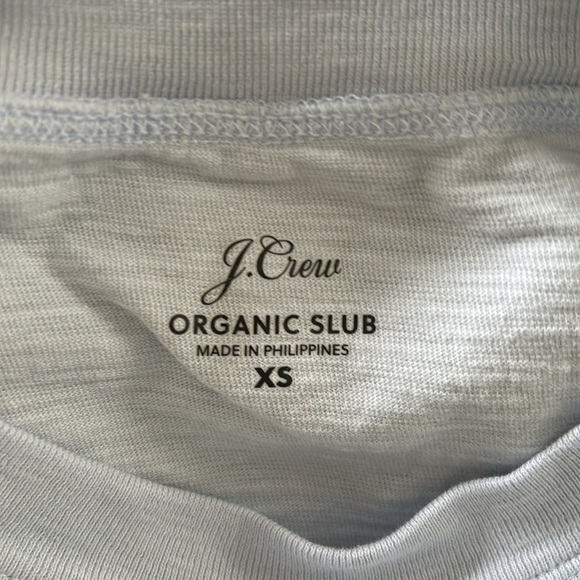 J.Crew
ORGANIC SLUB
MADE IN PHILIPPINES
XS